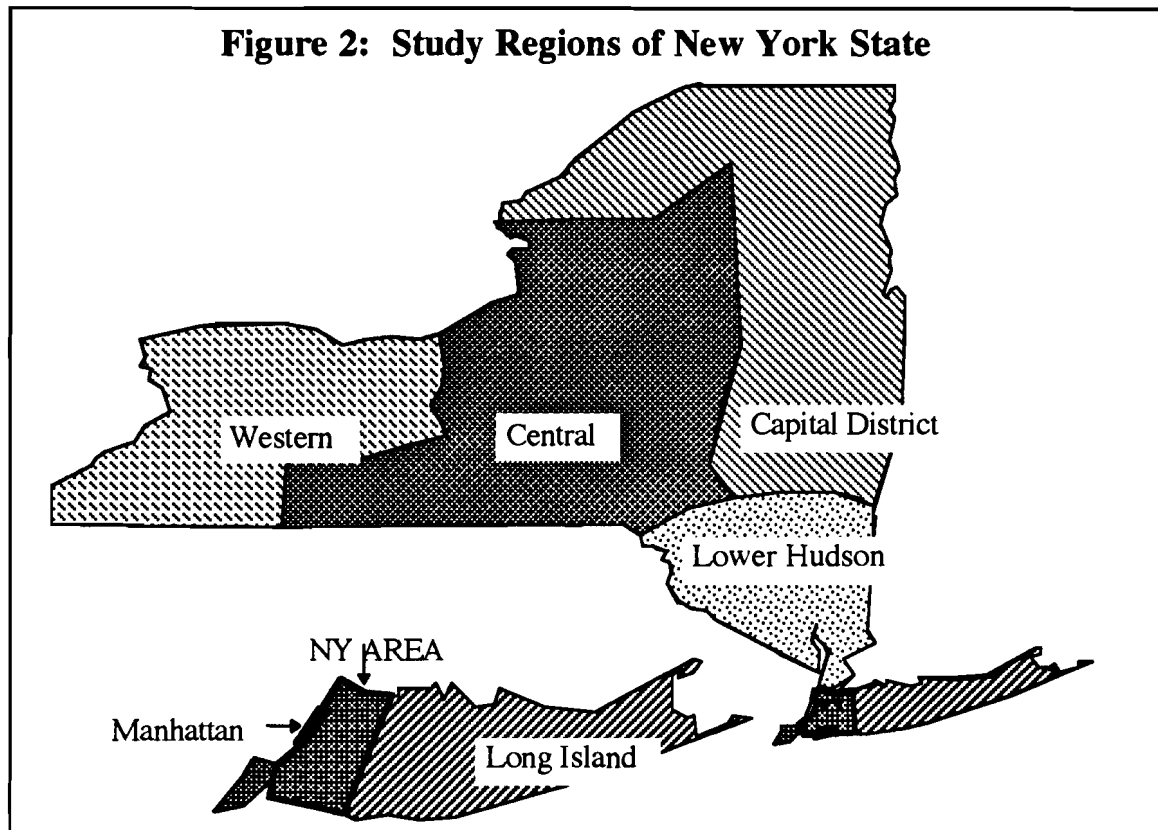 Figure 2: Study Regions of New York State
Western
Central
Capital District
Lower Hudson
NY AREA
Manhattan
Long Island